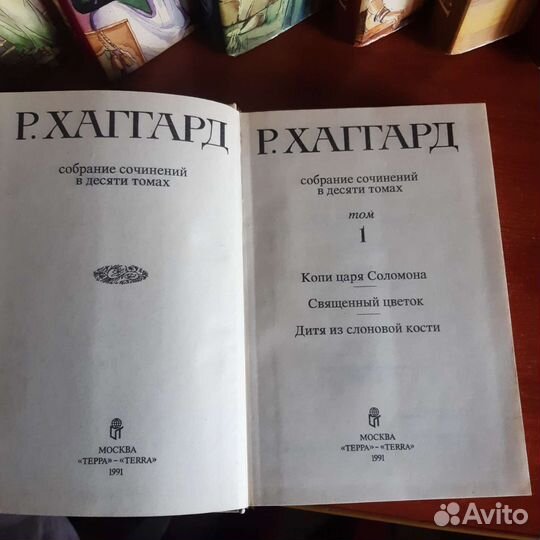 Р. ХАГГАРД
собрание сочинений
в десяти томах
МОСКВА
«ТЕРРА» – «TERRA»
1991
Р. ХАГГАРД
собрание сочинений
в десяти томах
том
1
Копи царя Соломона
Священный цветок
Дитя из слоновой кости
МОСКВА
«ТЕРРА» – «TERRA»
1991
Avito